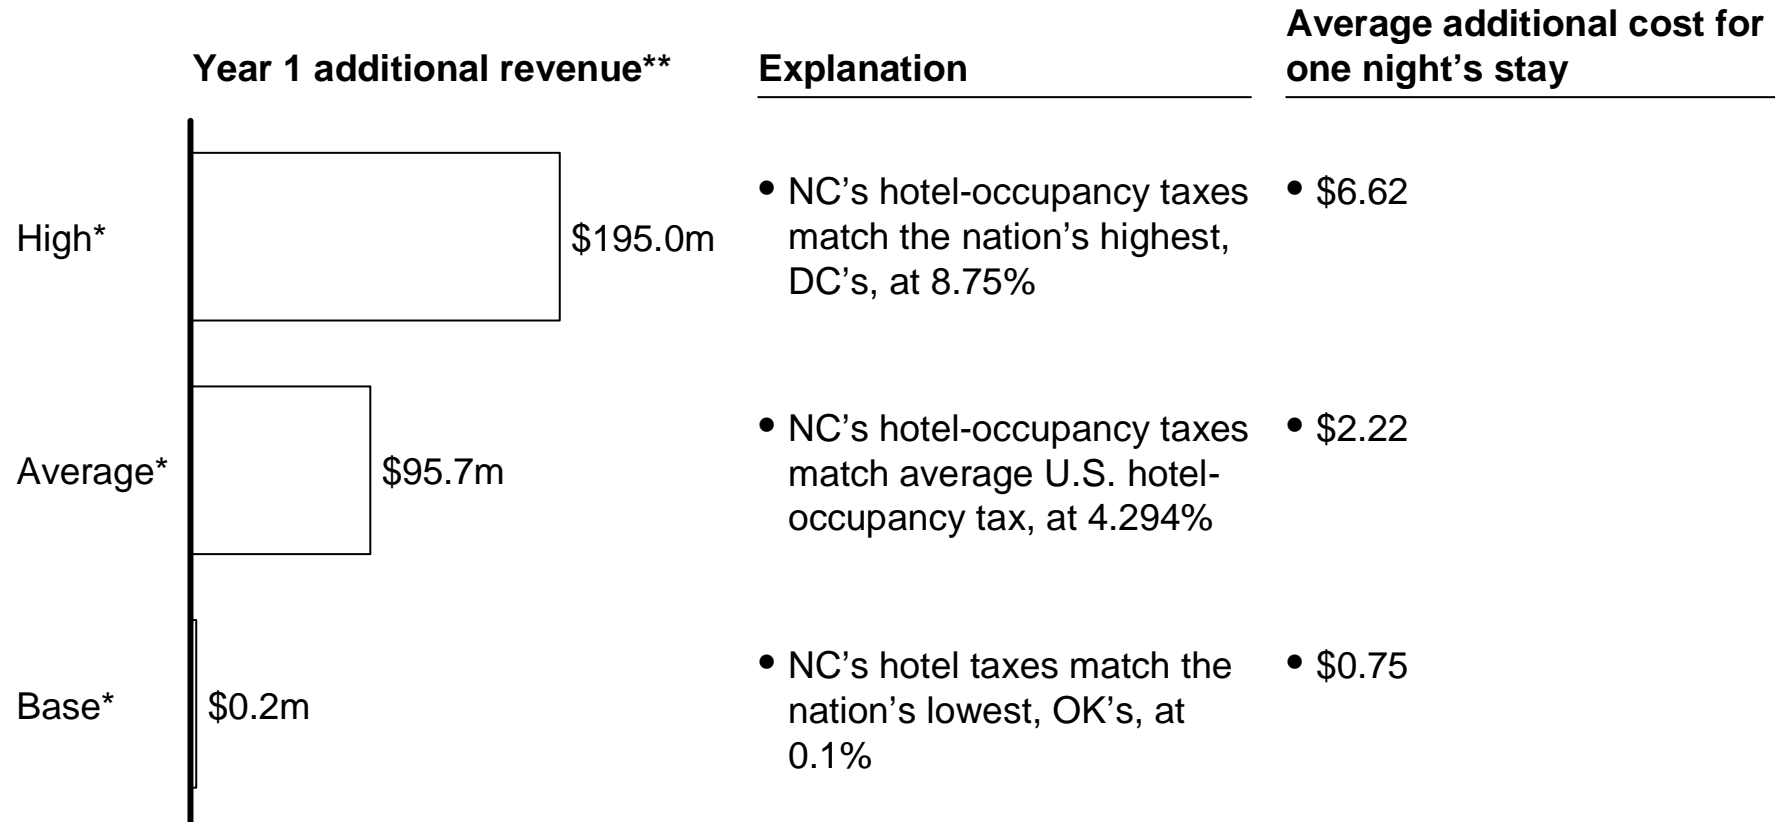 Year 1 additional revenue**
Explanation
Average additional cost for
one night’s stay
High*
$195.0m
• NC’s hotel-occupancy taxes
match the nation’s highest,
DC’s, at 8.75%
• $6.62
Average*
$95.7m
• NC’s hotel-occupancy taxes
match average U.S. hotel-
occupancy tax, at 4.294%
• $2.22
Base*
$0.2m
• NC’s hotel taxes match the
nation’s lowest, OK’s, at
0.1%
• $0.75